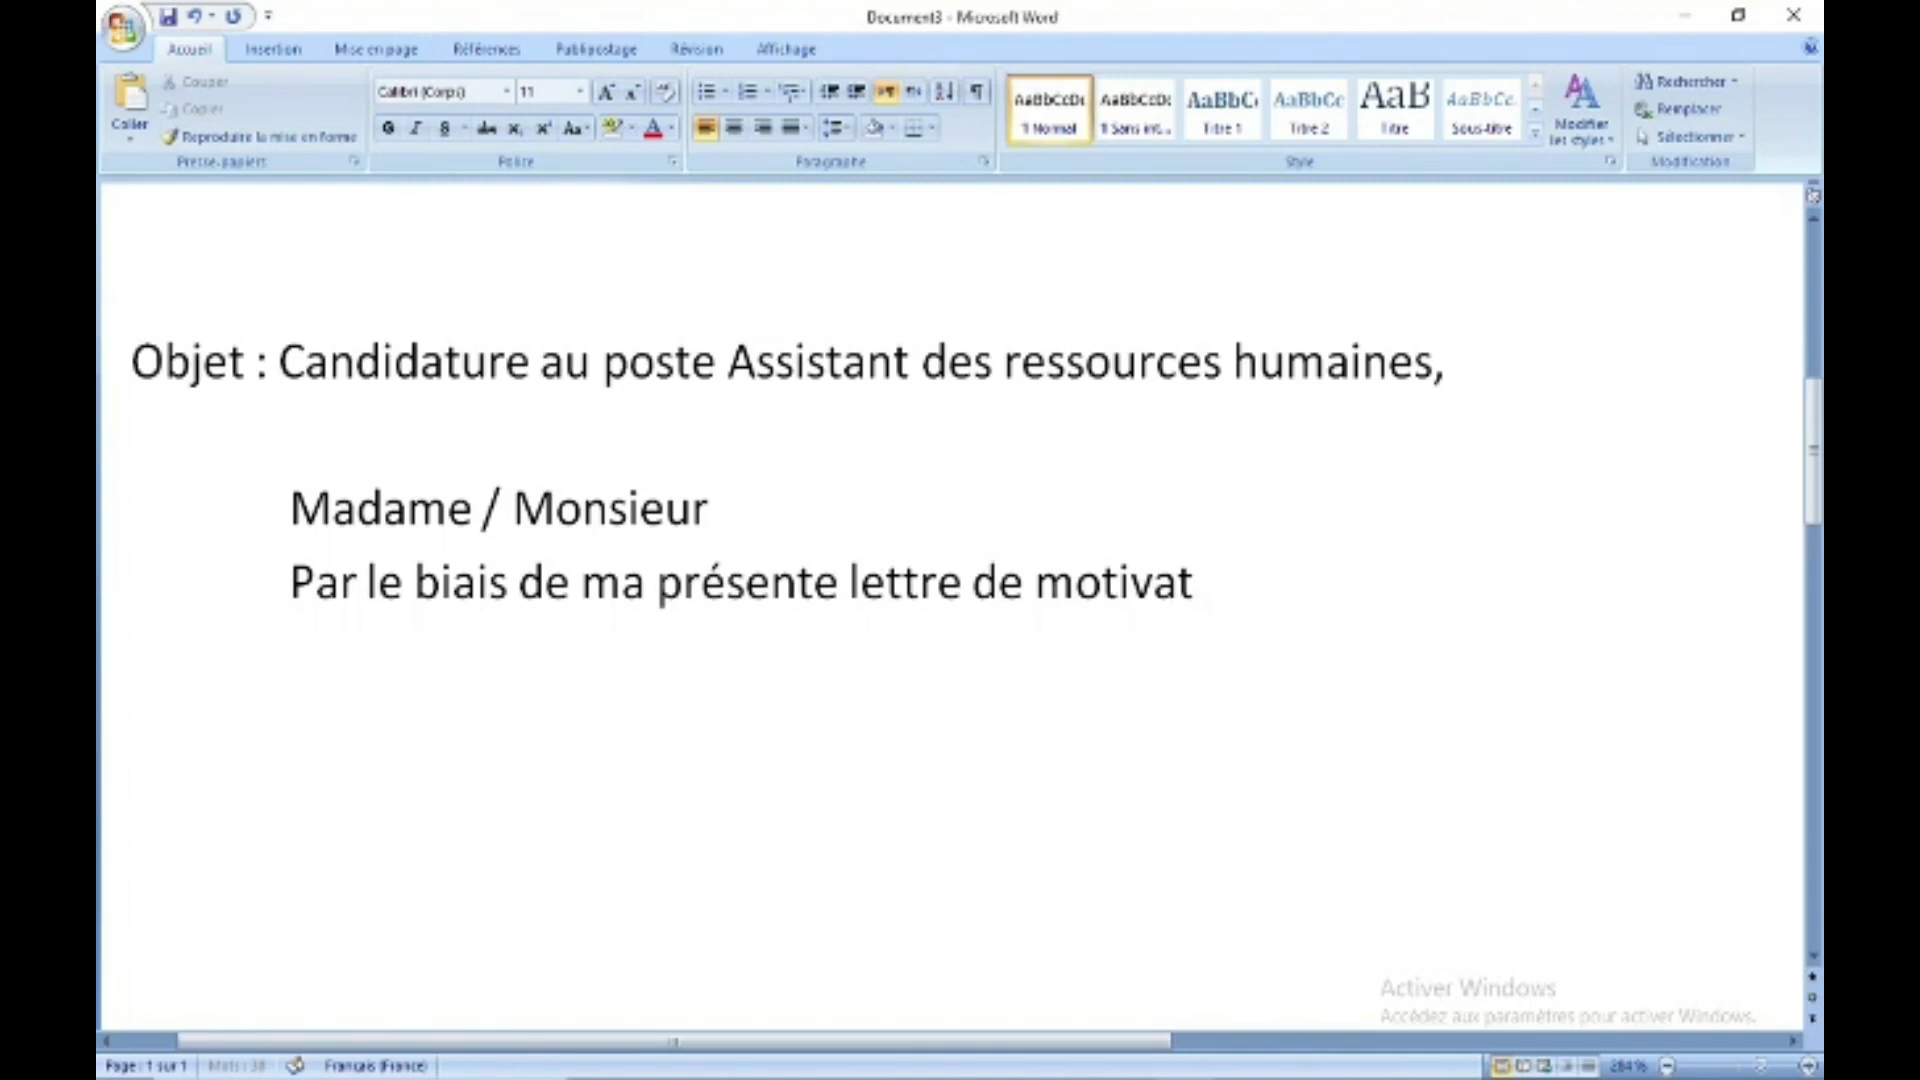 Document3 - Microsoft Word
Accueil Insertion Mise en page Références Publipostage Révision Affichage
Couper
Copier
Reproduire la mise en forme
Coller
Presse-papiers
Calibri (Corps) 11
Police
Paragraphe
AaBbCcDc AaBbCcDc AaBbC AaBbCc AaB AaBbCc.
¶ Normal ¶ Sans int... Titre 1 Titre 2 Titre Sous-titre
Modifier les styles
Style
Rechercher
Remplacer
Sélectionner
Modification
Objet : Candidature au poste Assistant des ressources humaines,
Madame / Monsieur
Par le biais de ma présente lettre de motivat
Activer Windows
Accédez aux paramètres pour activer Windows.
Page : 1 sur 1 Mots : 38 Français (France) 284%